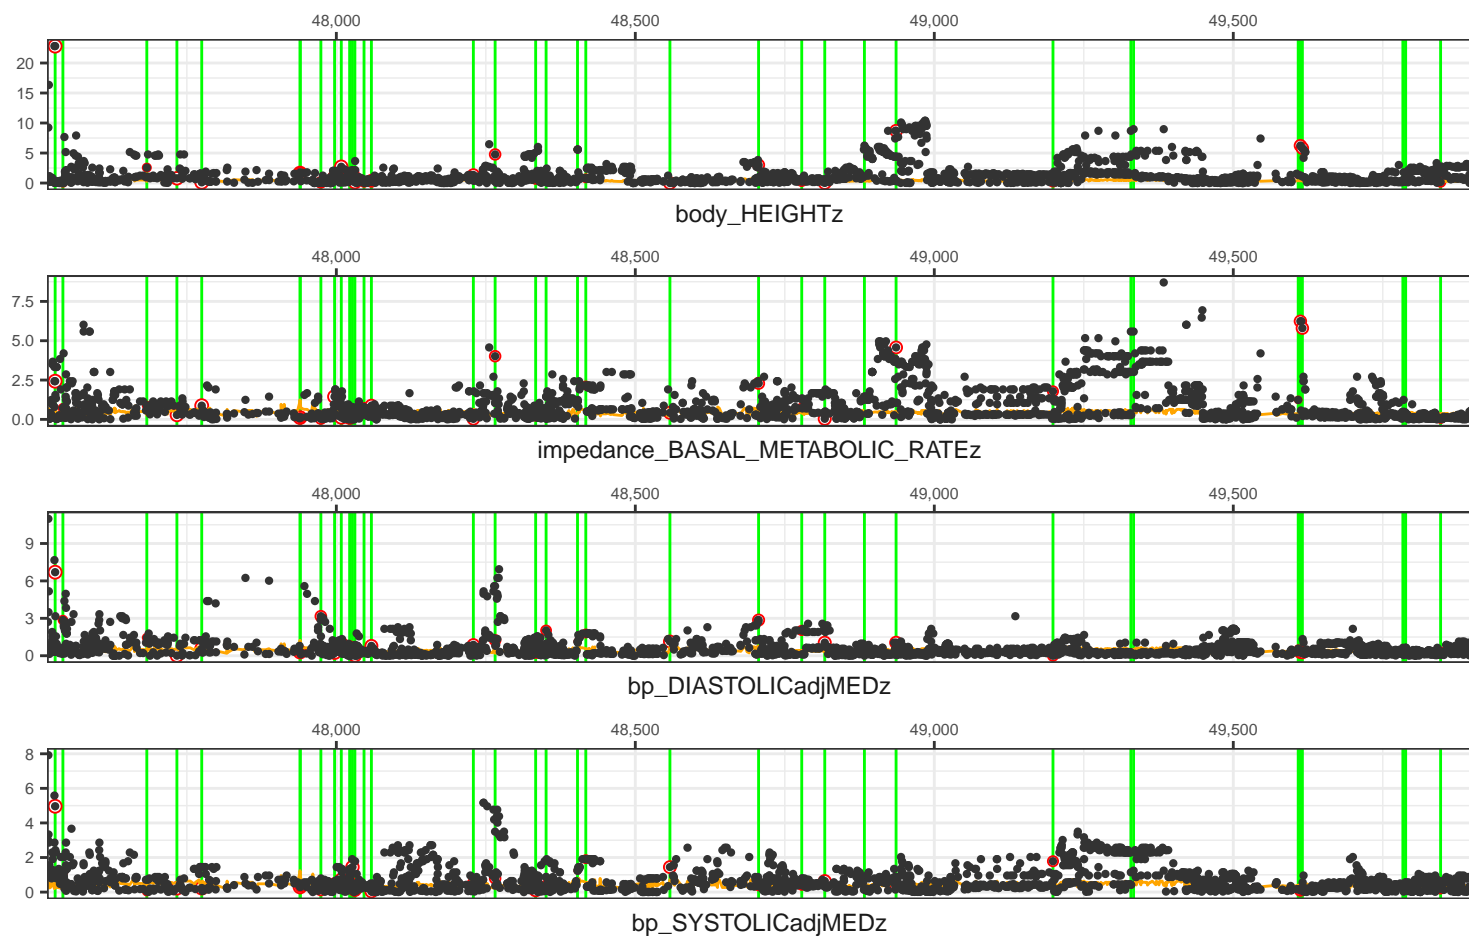 48,000 48,500 49,000 49,500
20
15
10
5
0
body_HEIGHTz
48,000 48,500 49,000 49,500
7.5
5.0
2.5
0.0
impedance_BASAL_METABOLIC_RATEz
48,000 48,500 49,000 49,500
9
6
3
0
bp_DIASTOLICadjMEDz
48,000 48,500 49,000 49,500
8
6
4
2
0
bp_SYSTOLICadjMEDz